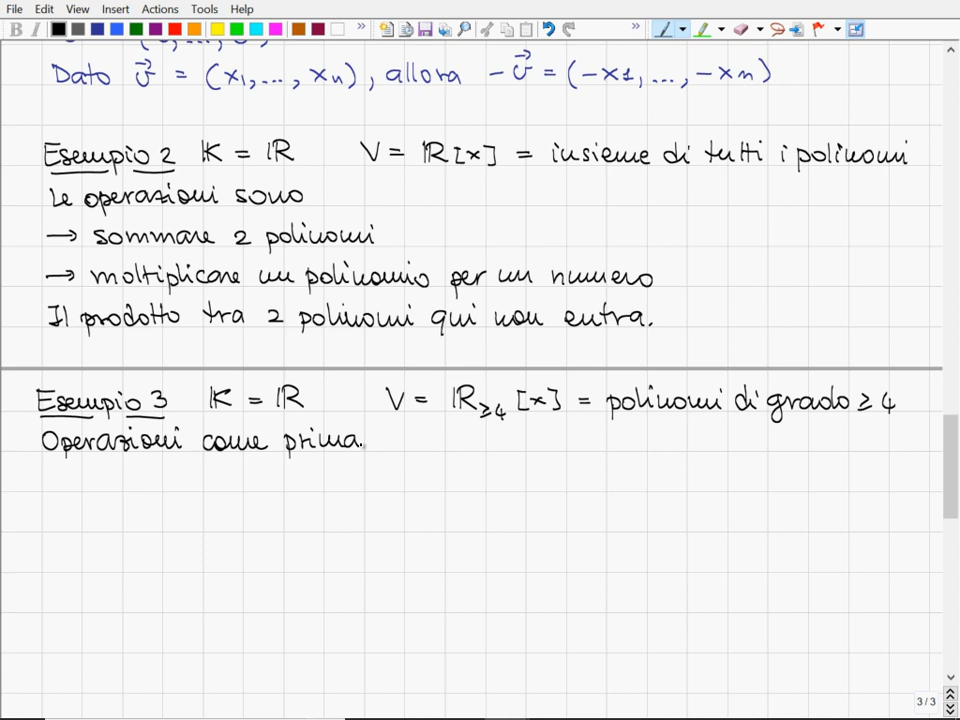 File Edit View Insert Actions Tools Help
B I » »
Dato v⃗ = (x1,..., xn), allora - v⃗ = (-x1,..., -xn)
Esempio 2 K = ℝ V = ℝ[x] = insieme di tutti i polinomi
Le operazioni sono
→ sommare 2 polinomi
→ moltiplicare un polinomio per un numero
Il prodotto tra 2 polinomi qui non entra.
Esempio 3 K = ℝ V = ℝ≥4 [x] = polinomi di grado ≥ 4
Operazioni come prima.
3 / 3